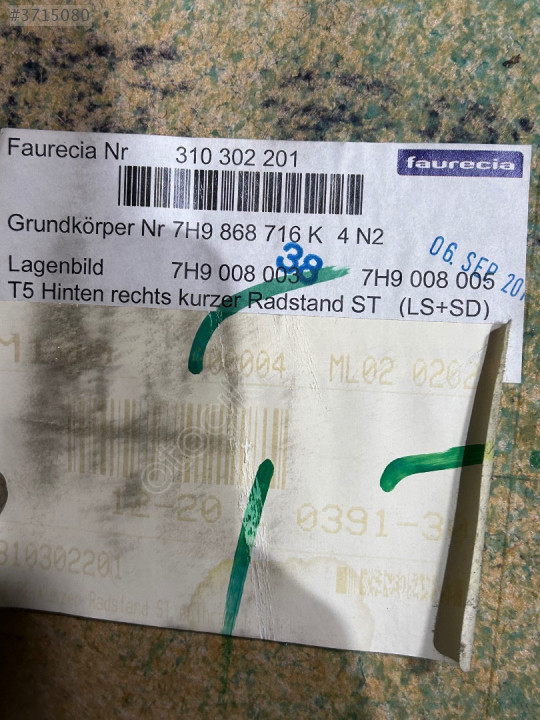 #3715080
Faurecia Nr 310 302 201
faurecia
Grundkörper Nr 7H9 868 716 K 4 N2
38
06. SEP 201
Lagenbild 7H9 008 003 7H9 008 005
T5 Hinten rechts kurzer Radstand ST (LS+SD)
ML02 0202
12-20 0391-3
310302201